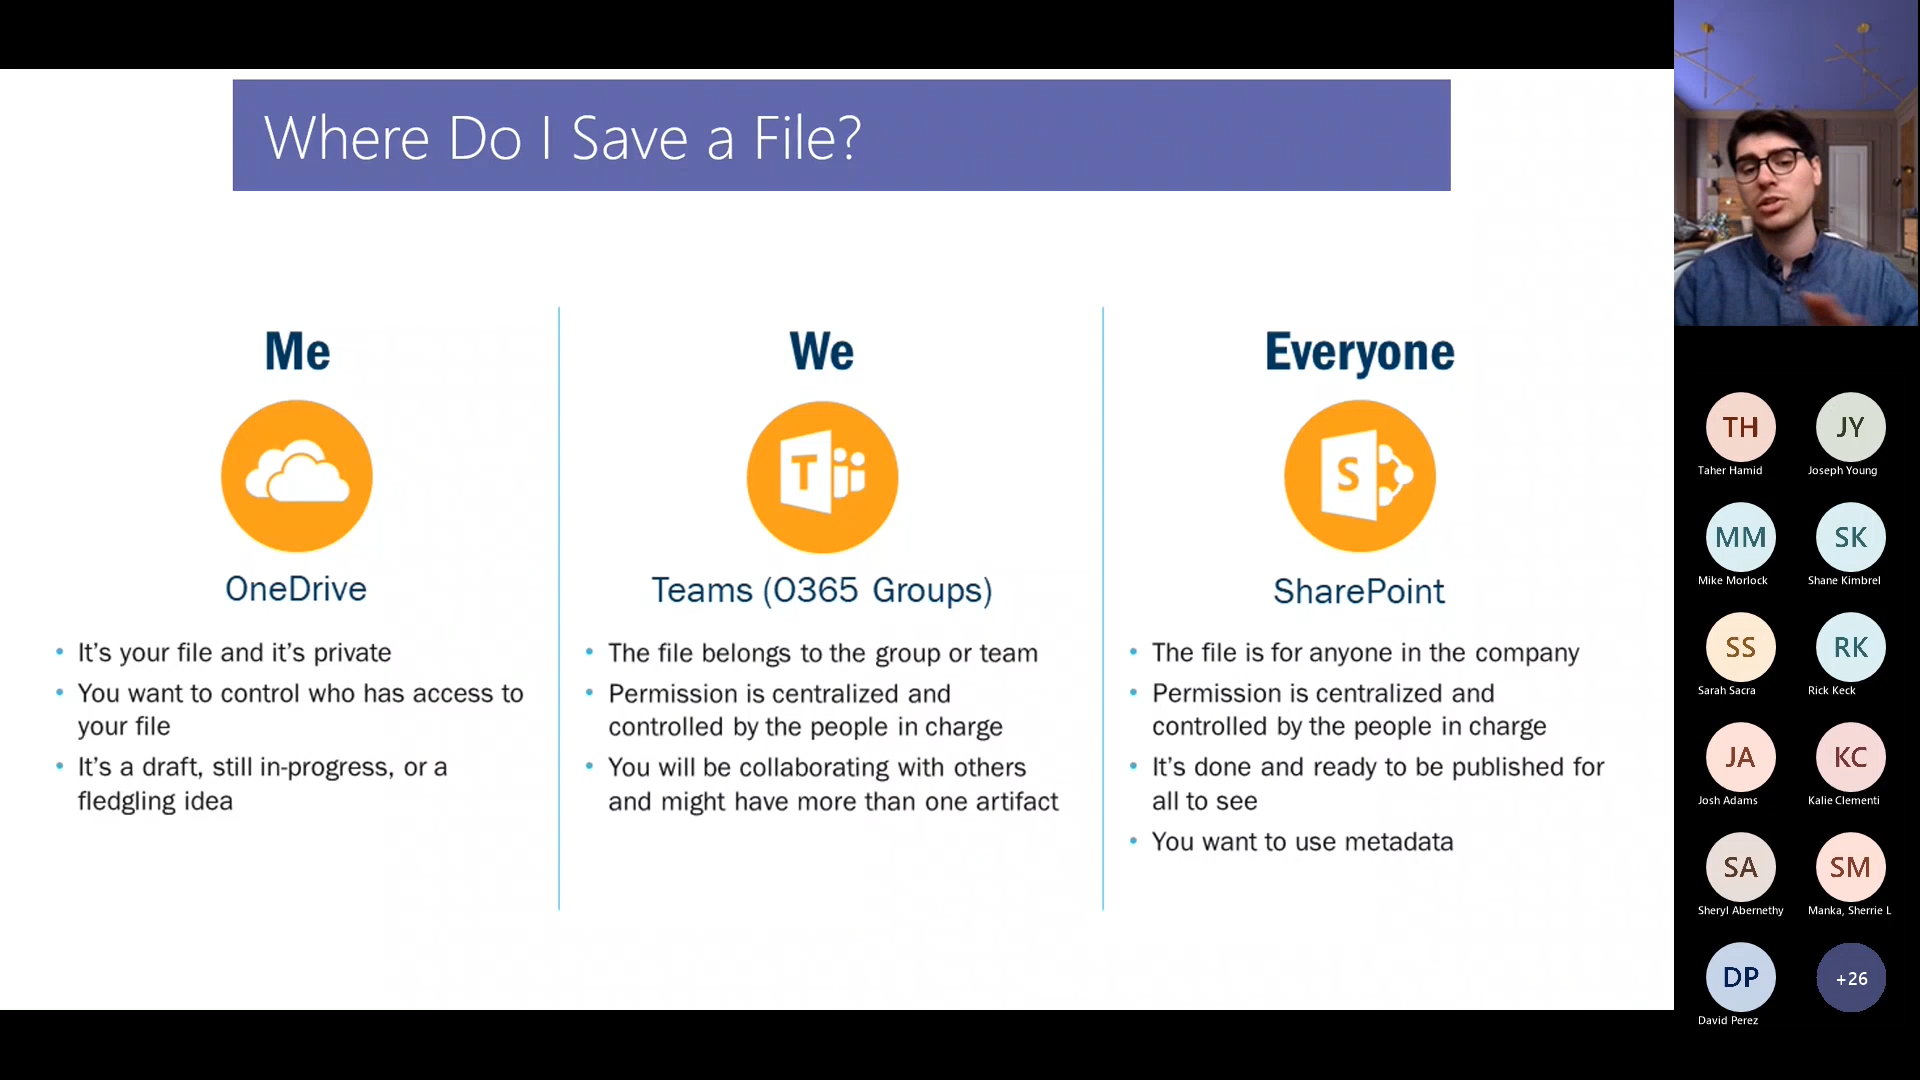 Where Do I Save a File?
Me
OneDrive
• It's your file and it's private
• You want to control who has access to
your file
• It's a draft, still in-progress, or a
fledgling idea
We
T
Teams (O365 Groups)
• The file belongs to the group or team
• Permission is centralized and
controlled by the people in charge
• You will be collaborating with others
and might have more than one artifact
Everyone
S
SharePoint
• The file is for anyone in the company
• Permission is centralized and
controlled by the people in charge
• It's done and ready to be published for
all to see
• You want to use metadata
TH
Taher Hamid
JY
Joseph Young
MM
Mike Morlock
SK
Shane Kimbrel
SS
Sarah Sacra
RK
Rick Keck
JA
Josh Adams
KC
Kalie Clementi
SA
Sheryl Abernethy
SM
Manka, Sherrie L
DP
David Perez
+26